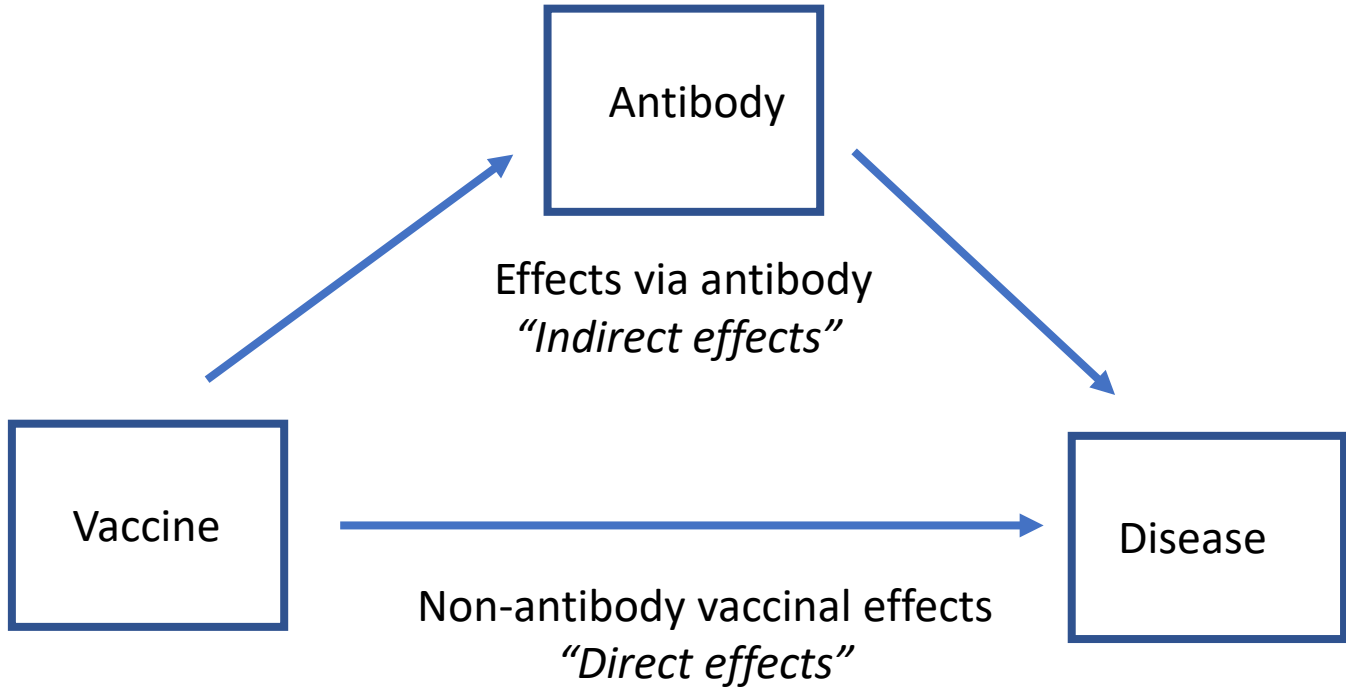 Antibody
Effects via antibody
“Indirect effects”
Vaccine
Disease
Non-antibody vaccinal effects
“Direct effects”